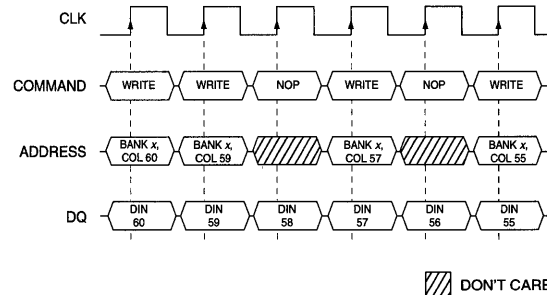 CLK
COMMAND WRITE WRITE NOP WRITE NOP WRITE
ADDRESS BANK x, BANK x, BANK x, BANK x,
COL 60 COL 59 COL 57 COL 55
DQ DIN DIN DIN DIN DIN DIN
60 59 58 57 56 55
DON'T CARE